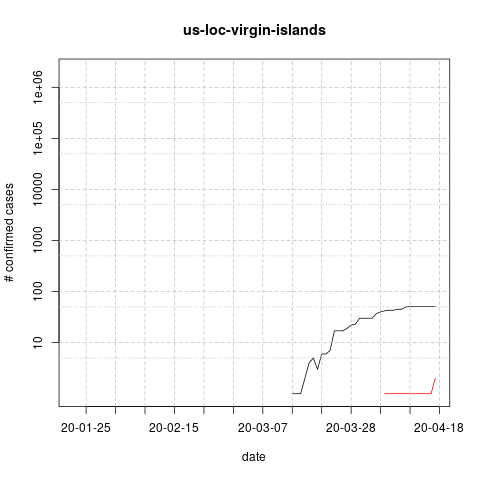 us-loc-virgin-islands
# confirmed cases
1e+06
1e+05
10000
1000
100
10
20-01-25
20-02-15
20-03-07
20-03-28
20-04-18
date